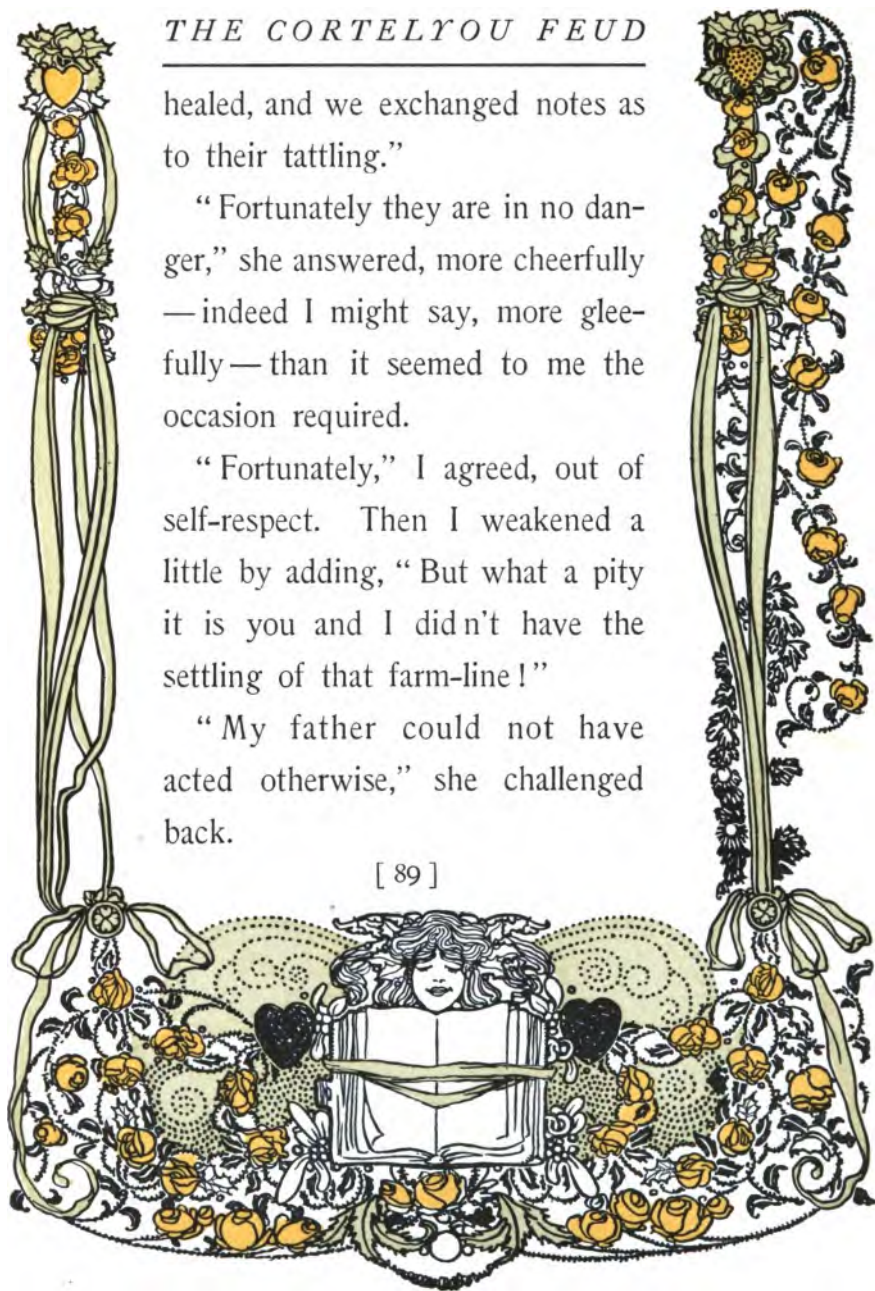 THE CORTELYOU FEUD
healed, and we exchanged notes as
to their tattling.”
“Fortunately they are in no dan-
ger,” she answered, more cheerfully
— indeed I might say, more glee-
fully — than it seemed to me the
occasion required.
“Fortunately,” I agreed, out of
self-respect. Then I weakened a
little by adding, “But what a pity
it is you and I didn't have the
settling of that farm-line!”
“My father could not have
acted otherwise,” she challenged
back.
[ 89 ]